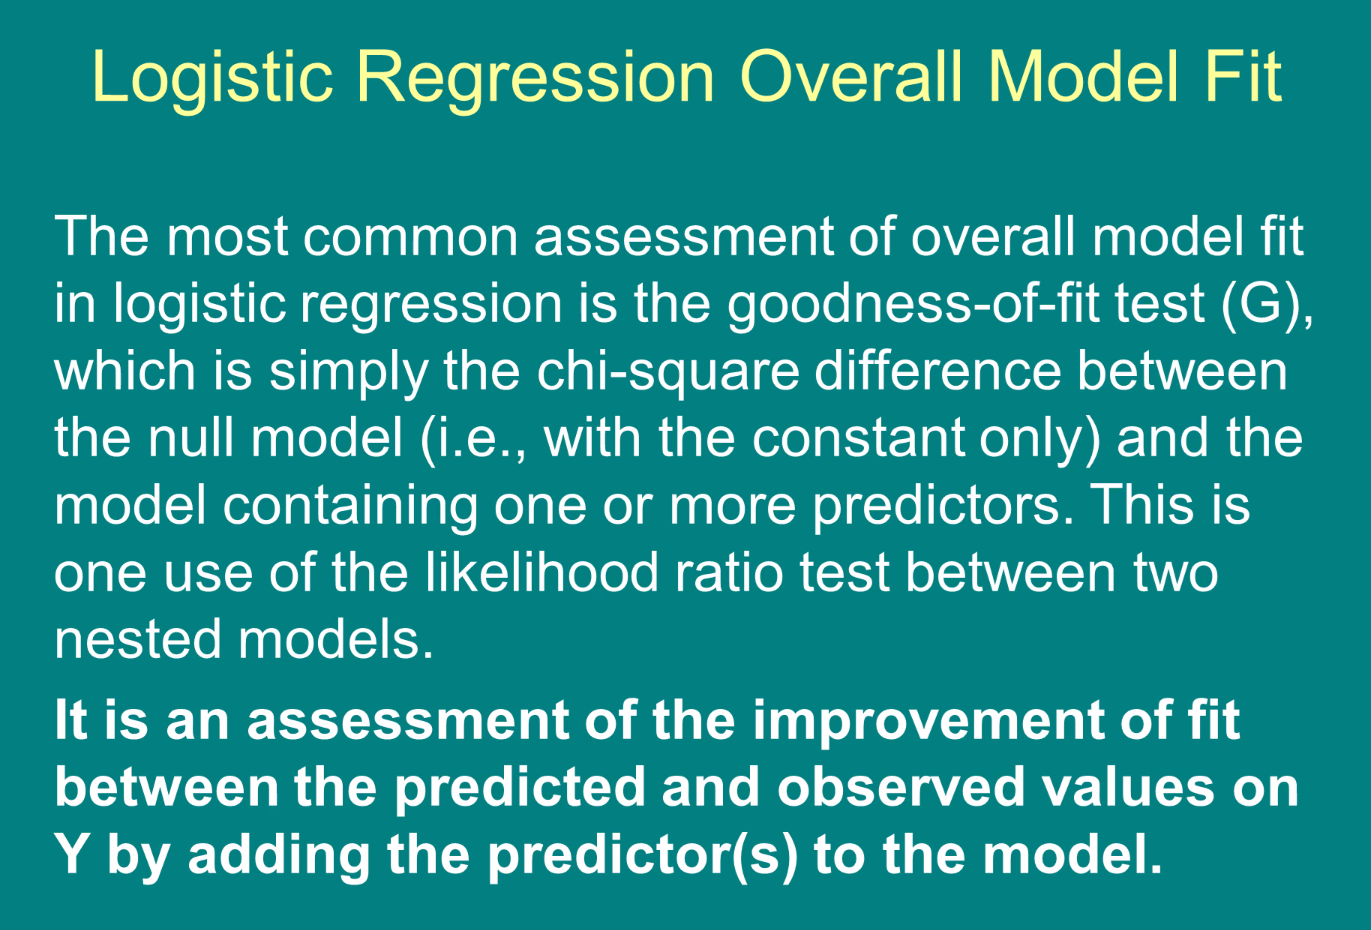 Logistic Regression Overall Model Fit
The most common assessment of overall model fit
in logistic regression is the goodness-of-fit test (G),
which is simply the chi-square difference between
the null model (i.e., with the constant only) and the
model containing one or more predictors. This is
one use of the likelihood ratio test between two
nested models.
It is an assessment of the improvement of fit
between the predicted and observed values on
Y by adding the predictor(s) to the model.